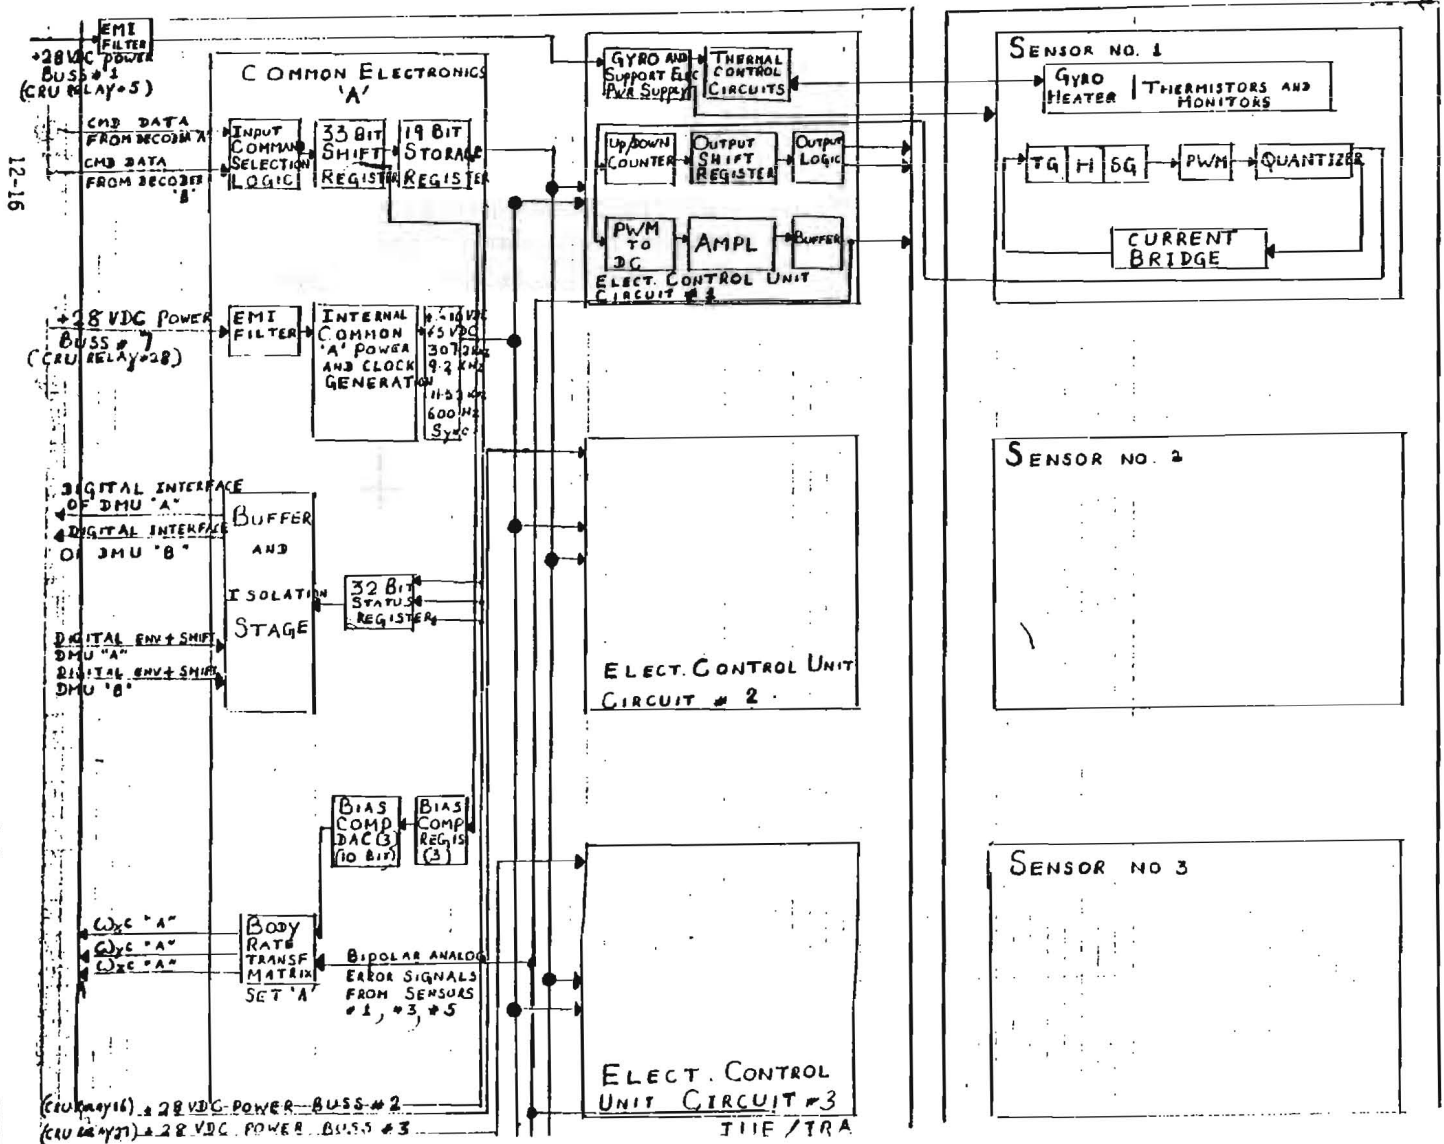 12-16
EMI
FILTER
+28 VDC POWER
BUSS #1
(CRU RELAY #5)
CMD DATA
FROM DECODER 'A'
CMD DATA
FROM DECODER
'B'
COMMON ELECTRONICS
'A'
INPUT
COMMAND
SELECTION
LOGIC
33 BIT
SHIFT
REGISTER
19 BIT
STORAGE
REGISTER
+28 VDC POWER
BUSS # 7
(CRU RELAY #28)
EMI
FILTER
INTERNAL
COMMON
'A' POWER
AND CLOCK
GENERATION
+5 VDC
9.2 KHZ
600 HZ
SYNC
DIGITAL INTERFACE
OF DMU "A"
DIGITAL INTERFACE
OF DMU "B"
BUFFER
AND
ISOLATION
STAGE
32 BIT
STATUS
REGISTER
DIGITAL ENV + SHIFT
DMU "A"
DIGITAL ENV + SHIFT
DMU "B"
BIAS
COMP
DAC (3)
(10 BIT)
BIAS
COMP
REGIS
(3)
ωxc "A"
ωyc "A"
ωzc "A"
BODY
RATE
TRANSF
MATRIX
SET 'A'
BIPOLAR ANALOG
ERROR SIGNALS
FROM SENSORS
#1, #3, #5
(CRU RELAY 16) +28 VDC POWER BUSS #2
+28 VDC POWER BUSS #3
GYRO AND
SUPPORT ELEC
PWR SUPPLY
THERMAL
CONTROL
CIRCUITS
UP/DOWN
COUNTER
OUTPUT
SHIFT
REGISTER
OUTPUT
LOGIC
PWM
TO
DC
AMPL
BUFFER
ELECT. CONTROL UNIT
CIRCUIT # 1
ELECT. CONTROL UNIT
CIRCUIT # 2
ELECT. CONTROL
UNIT CIRCUIT #3
IHE/TRA
SENSOR NO. 1
GYRO
HEATER
THERMISTORS AND
MONITORS
TG H SG PWM QUANTIZER
CURRENT
BRIDGE
SENSOR NO. 2
SENSOR NO 3